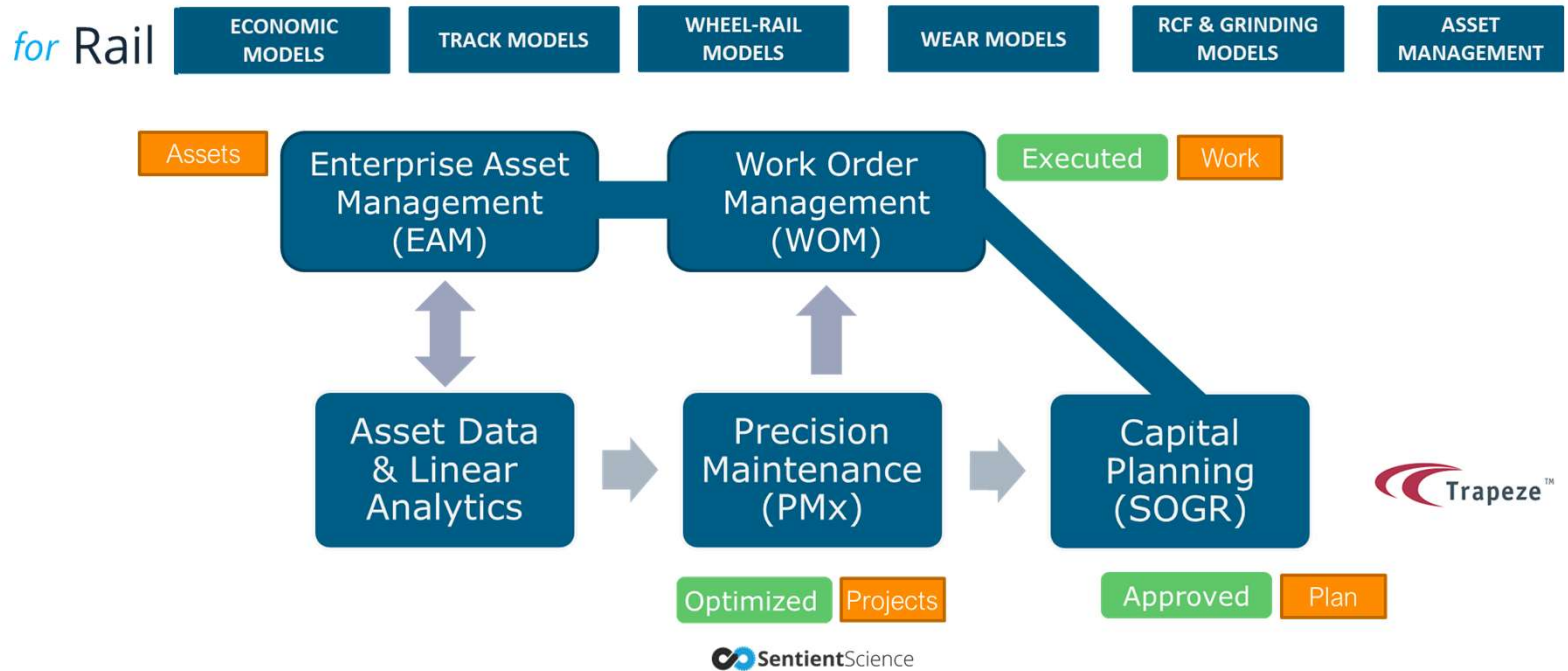 for Rail
ECONOMIC
MODELS
TRACK MODELS
WHEEL-RAIL
MODELS
WEAR MODELS
RCF & GRINDING
MODELS
ASSET
MANAGEMENT
Assets
Enterprise Asset
Management
(EAM)
Work Order
Management
(WOM)
Executed
Work
Asset Data
& Linear
Analytics
Precision
Maintenance
(PMx)
Capital
Planning
(SOGR)
Trapeze™
Optimized
Projects
Approved
Plan
SentientScience